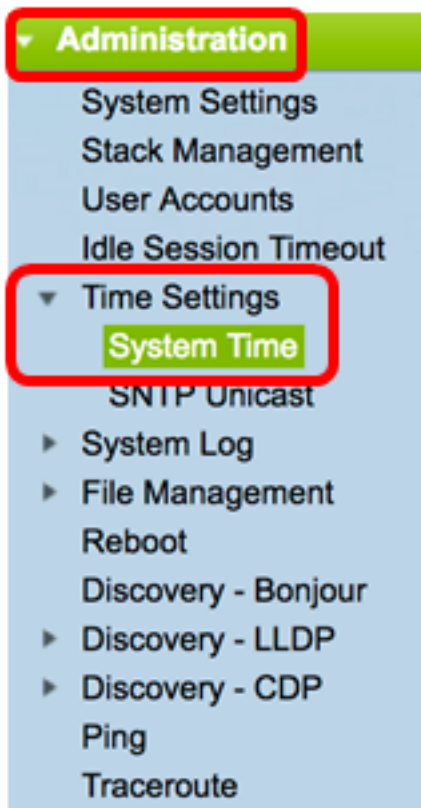 Administration
System Settings
Stack Management
User Accounts
Idle Session Timeout
Time Settings
System Time
SNTP Unicast
System Log
File Management
Reboot
Discovery - Bonjour
Discovery - LLDP
Discovery - CDP
Ping
Traceroute